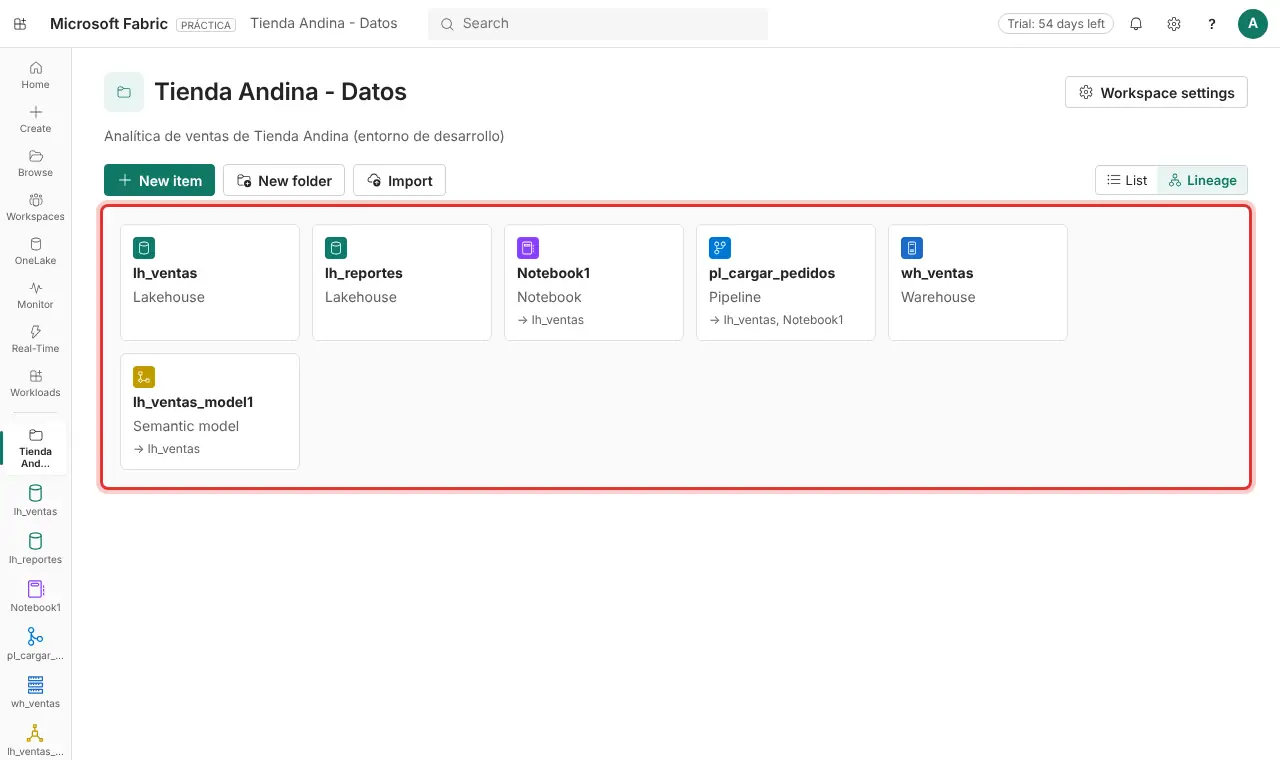 Microsoft Fabric PRÁCTICA Tienda Andina - Datos
Search
Trial: 54 days left
?
A
Home
Create
Browse
Workspaces
OneLake
Monitor
Real-Time
Workloads
Tienda
And...
lh_ventas
lh_reportes
Notebook1
pl_cargar_...
wh_ventas
lh_ventas_...
Tienda Andina - Datos
Workspace settings
Analítica de ventas de Tienda Andina (entorno de desarrollo)
New item
New folder
Import
List
Lineage
lh_ventas
Lakehouse
lh_reportes
Lakehouse
Notebook1
Notebook
→ lh_ventas
pl_cargar_pedidos
Pipeline
→ lh_ventas, Notebook1
wh_ventas
Warehouse
lh_ventas_model1
Semantic model
→ lh_ventas